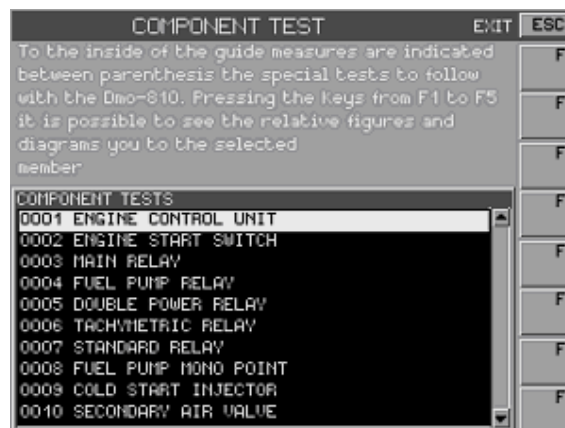 COMPONENT TEST EXIT ESC
To the inside of the guide measures are indicated
between parenthesis the special tests to follow
with the Dmo-810. Pressing the Keys from F1 to F5
it is possible to see the relative figures and
diagrams you to the selected
member
COMPONENT TESTS
0001 ENGINE CONTROL UNIT
0002 ENGINE START SWITCH
0003 MAIN RELAY
0004 FUEL PUMP RELAY
0005 DOUBLE POWER RELAY
0006 TACHYMETRIC RELAY
0007 STANDARD RELAY
0008 FUEL PUMP MONO POINT
0009 COLD START INJECTOR
0010 SECONDARY AIR VALVE
F
F
F
F
F
F
F
F